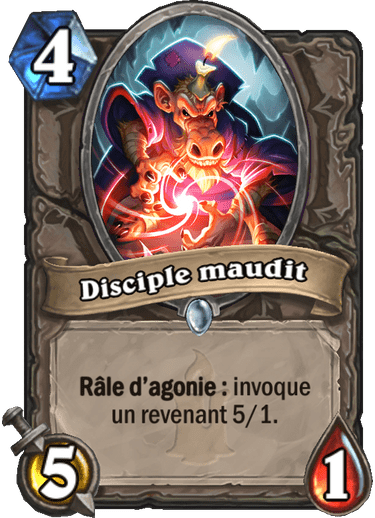 4
Disciple maudit
Râle d’agonie : invoque
un revenant 5/1.
5
1